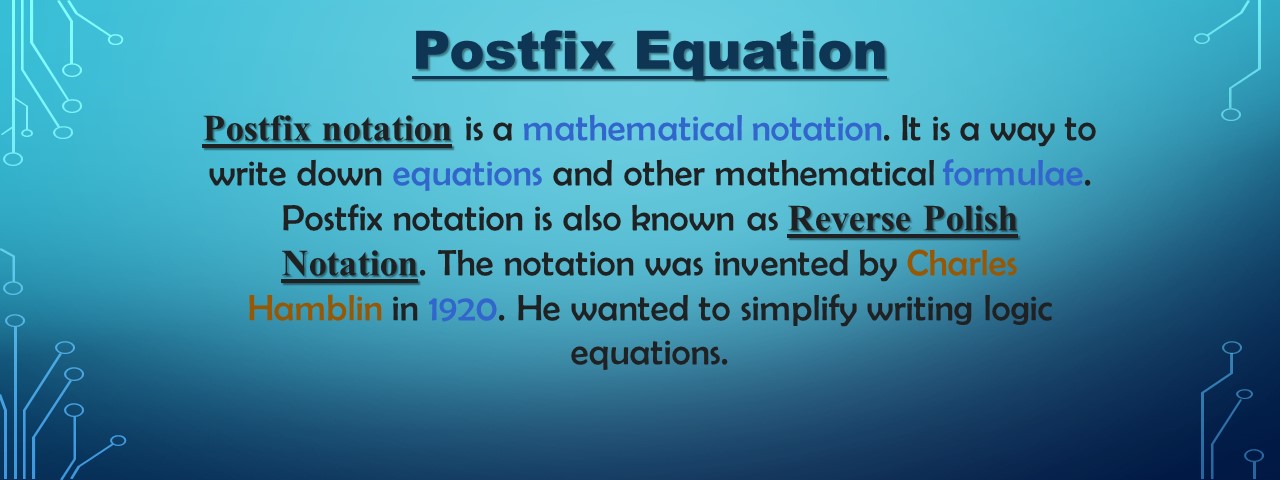 Postfix Equation
Postfix notation is a mathematical notation. It is a way to
write down equations and other mathematical formulae.
Postfix notation is also known as Reverse Polish
Notation. The notation was invented by Charles
Hamblin in 1920. He wanted to simplify writing logic
equations.